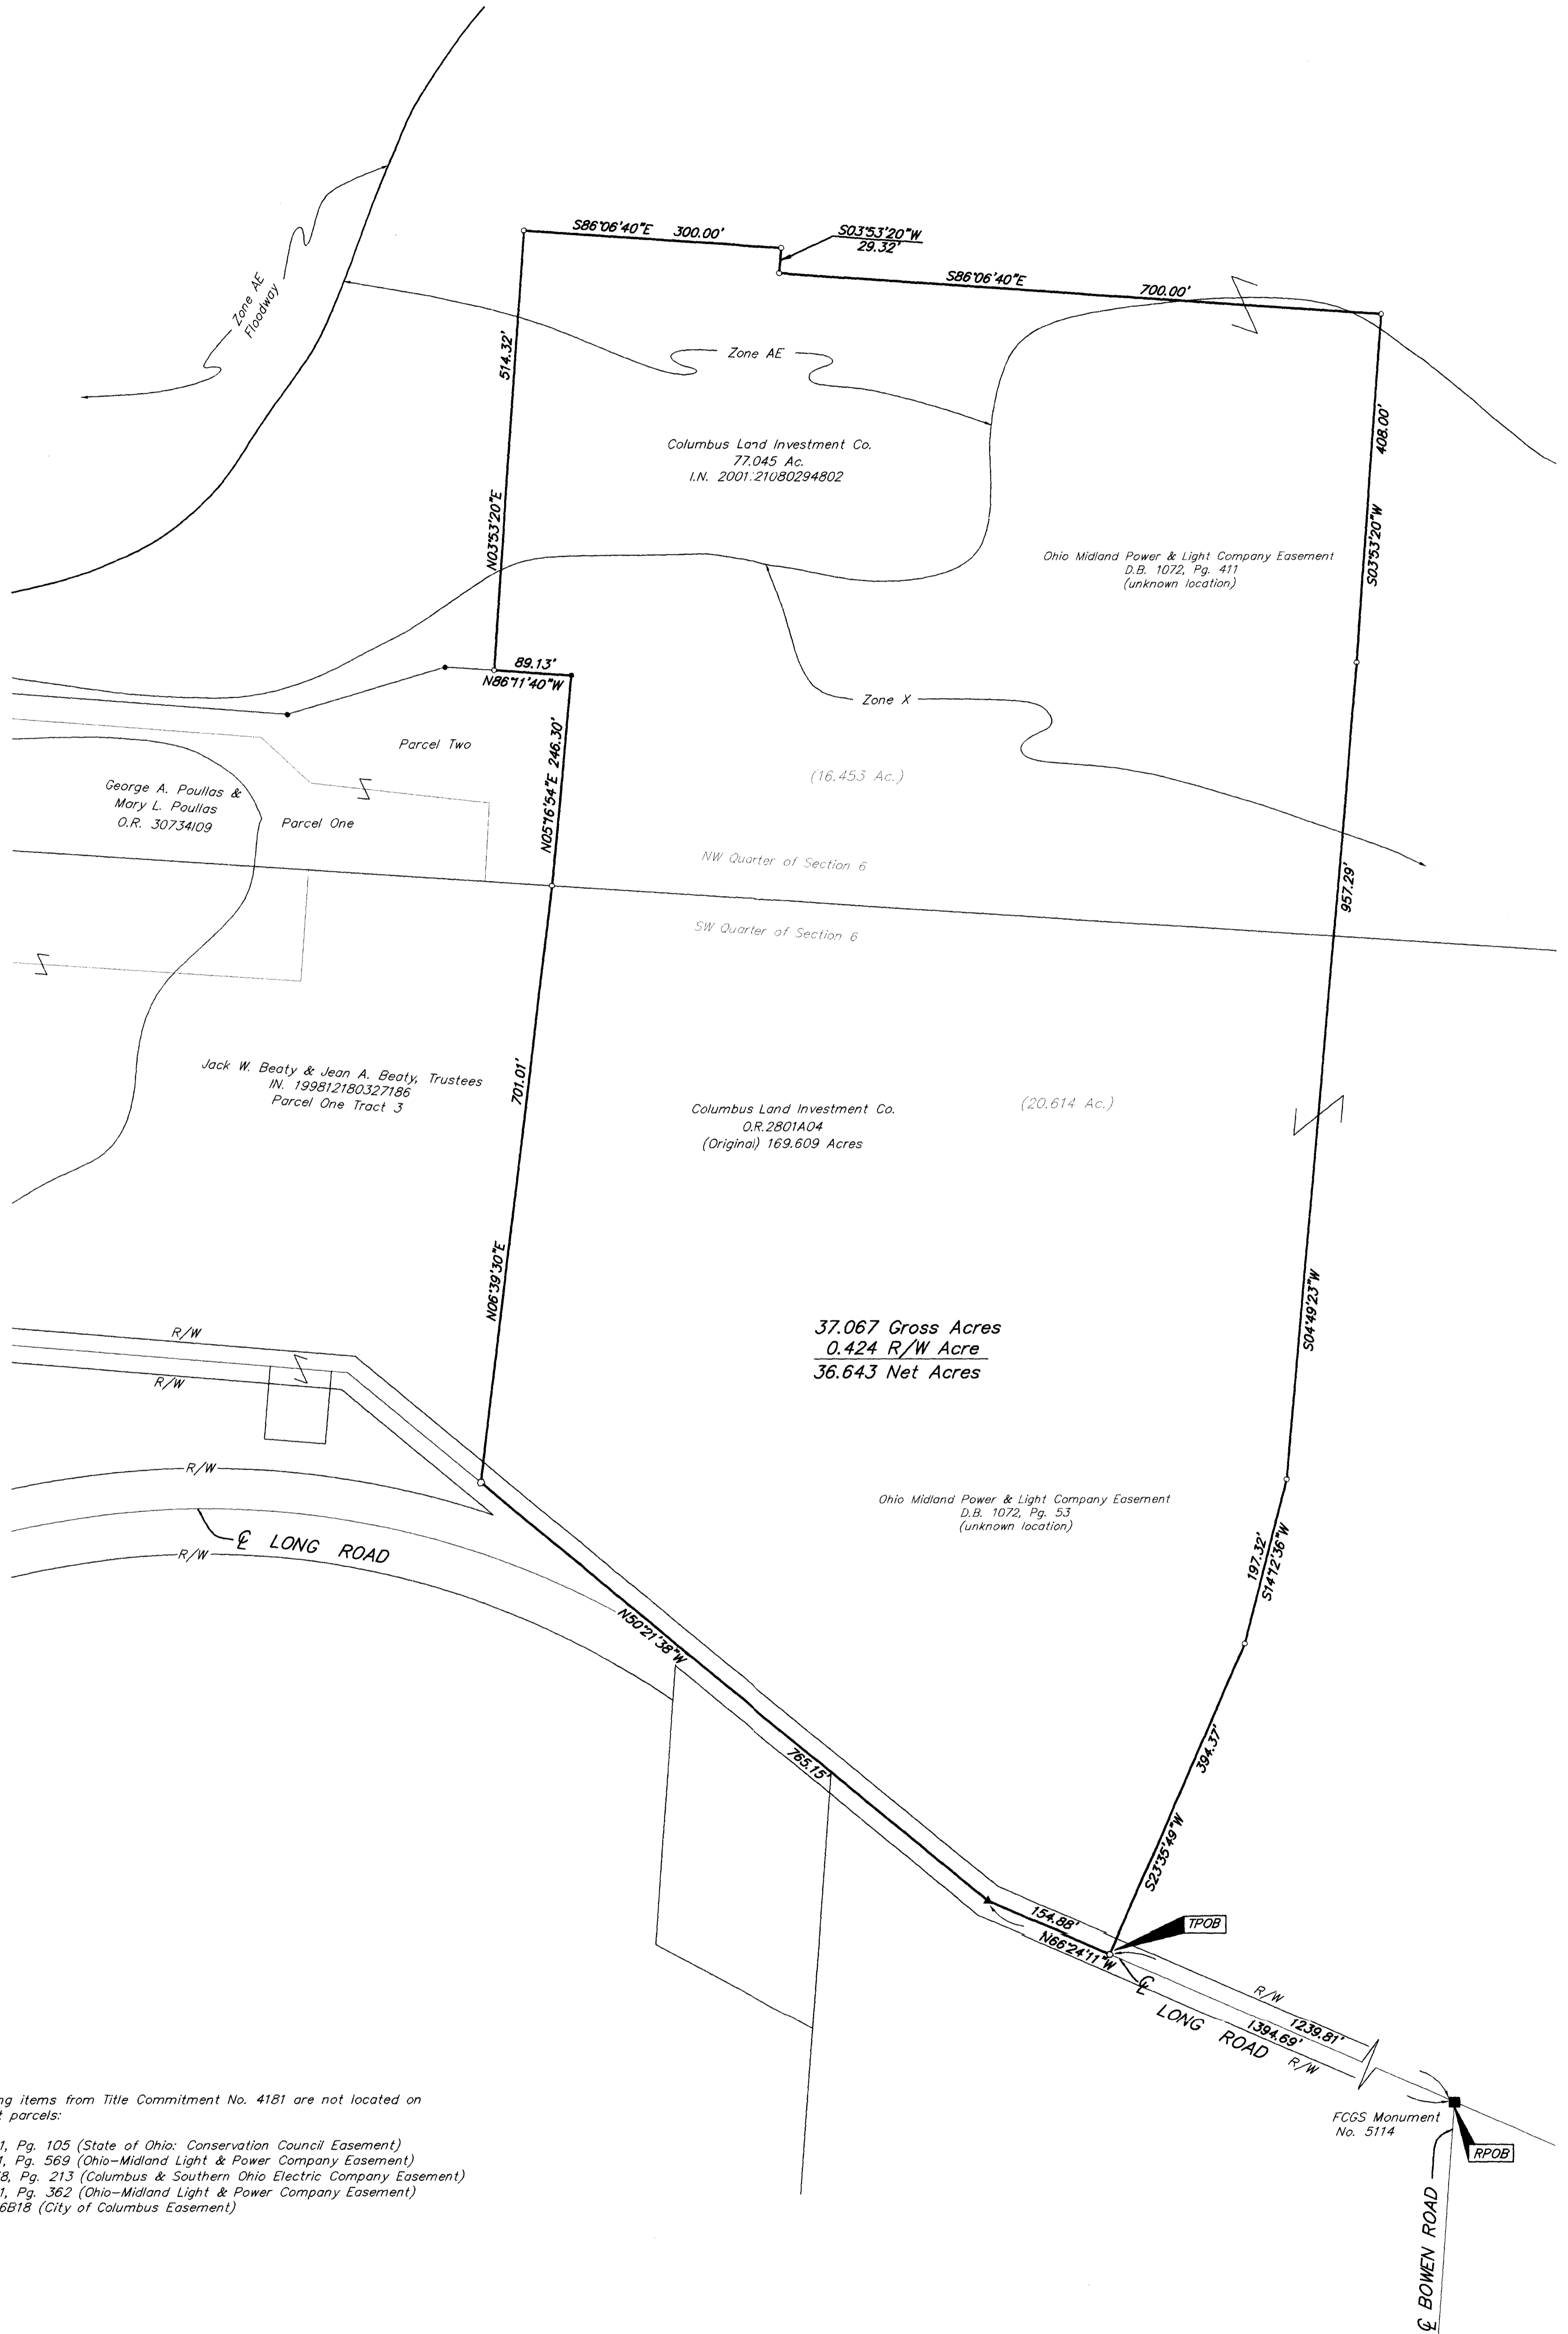 S86°06'40"E 300.00'
S03°53'20"W
29.32'
S86°06'40"E 700.00'
Zone AE
Floodway
514.32'
N03°53'20"E
Zone AE
408.00'
S03°53'20"W
Columbus Land Investment Co.
77.045 Ac.
Ohio Midland Power & Light Company Easement
D.B. 1072, Pg. 411
(unknown location)
89.13'
N86°11'40"W
Zone X
Parcel Two
N05°16'54"E 246.30'
(16.453 Ac.)
George A. Poullas &
Mary L. Poullas
O.R. 30734I09
Parcel One
NW Quarter of Section 6
957.29'
SW Quarter of Section 6
Jack W. Beaty & Jean A. Beaty, Trustees
IN. 199812180327186
Parcel One Tract 3
701.01'
N06°39'30"E
Columbus Land Investment Co.
O.R.2801A04
(Original) 169.609 Acres
(20.614 Ac.)
S04°49'23"W
37.067 Gross Acres
0.424 R/W Acre
36.643 Net Acres
R/W
R/W
R/W
℄ LONG ROAD
R/W
Ohio Midland Power & Light Company Easement
D.B. 1072, Pg. 53
(unknown location)
197.32'
S14°12'36"W
N50°21'38"W
765.15'
394.37'
S23°35'49"W
154.88'
N66°24'11"W
TPOB
℄ LONG ROAD
R/W
1239.81'
1394.69'
R/W
FCGS Monument
No. 5114
RPOB
℄ BOWEN ROAD
ng items from Title Commitment No. 4181 are not located on
t parcels:
1, Pg. 105 (State of Ohio: Conservation Council Easement)
1, Pg. 569 (Ohio-Midland Light & Power Company Easement)
8, Pg. 213 (Columbus & Southern Ohio Electric Company Easement)
1, Pg. 362 (Ohio-Midland Light & Power Company Easement)
6B18 (City of Columbus Easement)